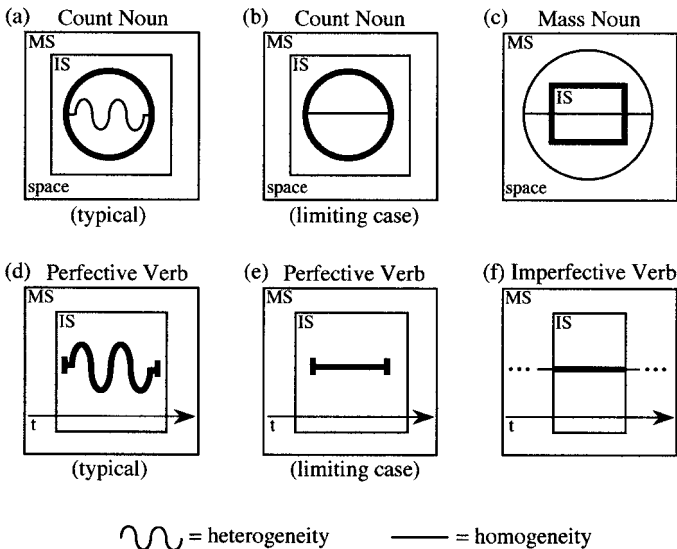 (a) Count Noun
MS
IS
space
(typical)
(b) Count Noun
MS
IS
space
(limiting case)
(c) Mass Noun
MS
IS
space
(d) Perfective Verb
MS
IS
t
(typical)
(e) Perfective Verb
MS
IS
t
(limiting case)
(f) Imperfective Verb
MS
IS
... ...
t
= heterogeneity
= homogeneity